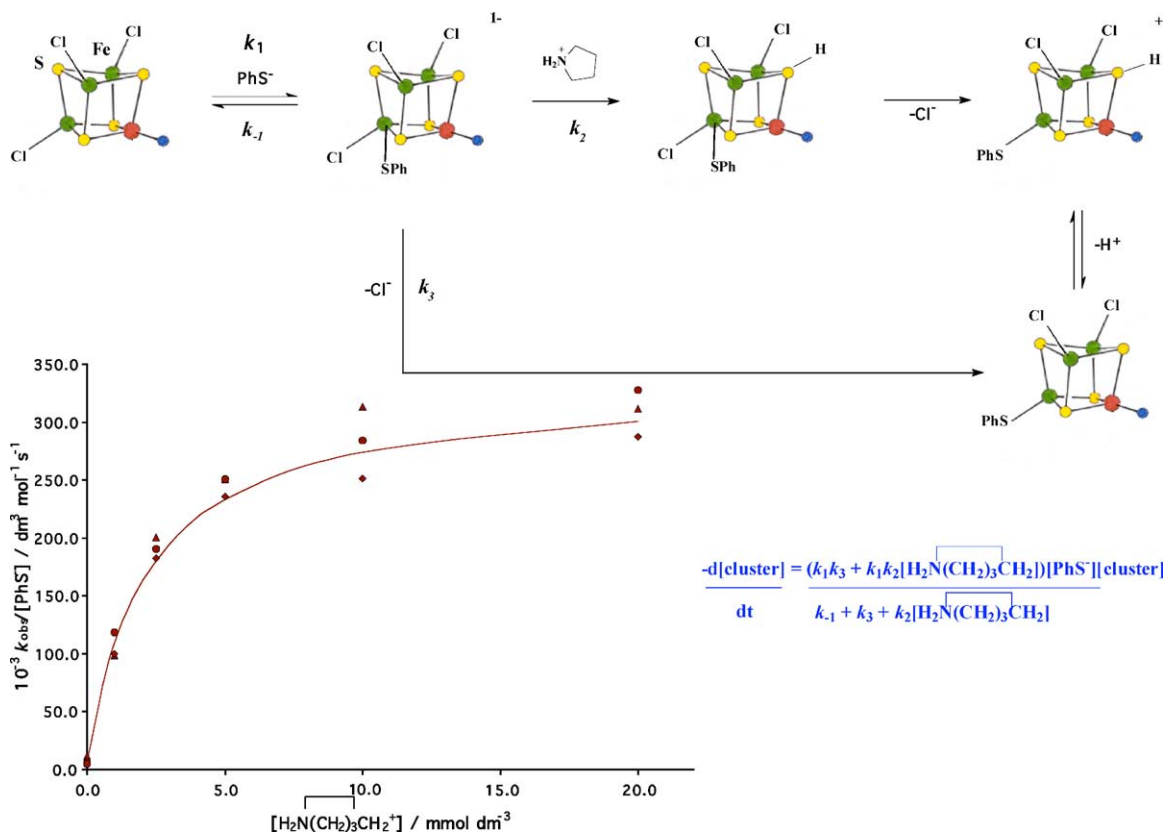 Cl Fe Cl
S
Cl
k1
PhS-
k-1
1-
Cl Cl
Cl
SPh
H2N+
k2
Cl Cl
H
Cl
SPh
-Cl-
+
Cl Cl
H
PhS
-H+
-Cl-
k3
Cl Cl
PhS
350.0
300.0
250.0
200.0
150.0
100.0
50.0
0.0
10-3 kobs/[PhS-] / dm3 mol-1 s-1
0.0 5.0 10.0 15.0 20.0
[H2N(CH2)3CH2+] / mmol dm-3
-d[cluster] = (k1k3 + k1k2[H2N(CH2)3CH2])[PhS-][cluster]
dt k-1 + k3 + k2[H2N(CH2)3CH2]